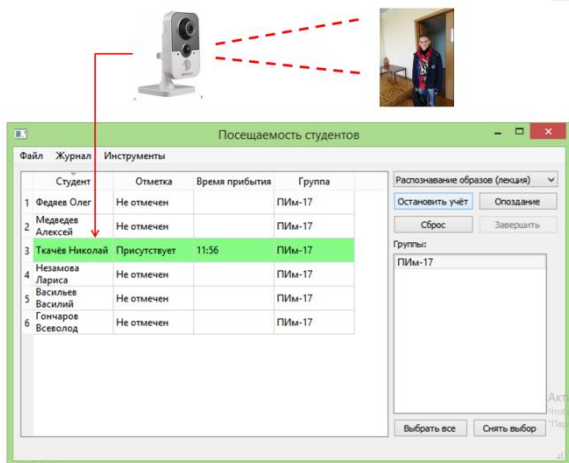 Посещаемость студентов
Файл Журнал Инструменты
Студент Отметка Время прибытия Группа
1 Федяев Олег Не отмечен ПИм-17
2 Медведев Алексей Не отмечен ПИм-17
3 Ткачёв Николай Присутствует 11:56 ПИм-17
4 Незамова Лариса Не отмечен ПИм-17
5 Васильев Василий Не отмечен ПИм-17
6 Гончаров Всеволод Не отмечен ПИм-17
Распознавание образов (лекция)
Остановить учёт Опоздание
Сброс Завершить
Группы:
ПИм-17
Выбрать все Снять выбор